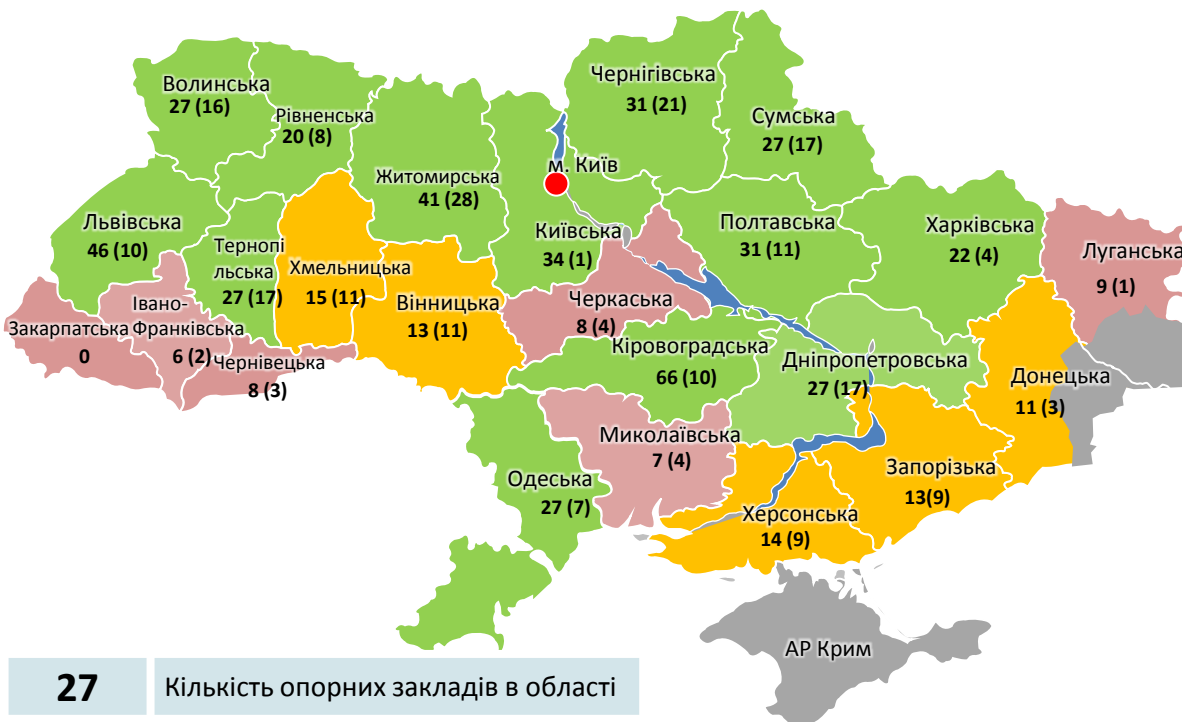 Чернігівська
31 (21)
Волинська
27 (16)
Рівненська
20 (8)
Сумська
27 (17)
м. Київ
Житомирська
41 (28)
Львівська
46 (10)
Київська
34 (1)
Полтавська
31 (11)
Харківська
22 (4)
Луганська
9 (1)
Тернопі
льська
27 (17)
Хмельницька
15 (11)
Вінницька
13 (11)
Черкаська
8 (4)
Івано-
Франківська
6 (2)
Закарпатська
0
Чернівецька
8 (3)
Кіровоградська
66 (10)
Дніпропетровська
27 (17)
Донецька
11 (3)
Миколаївська
7 (4)
Запорізька
13(9)
Одеська
27 (7)
Херсонська
14 (9)
АР Крим
27
Кількість опорних закладів в області